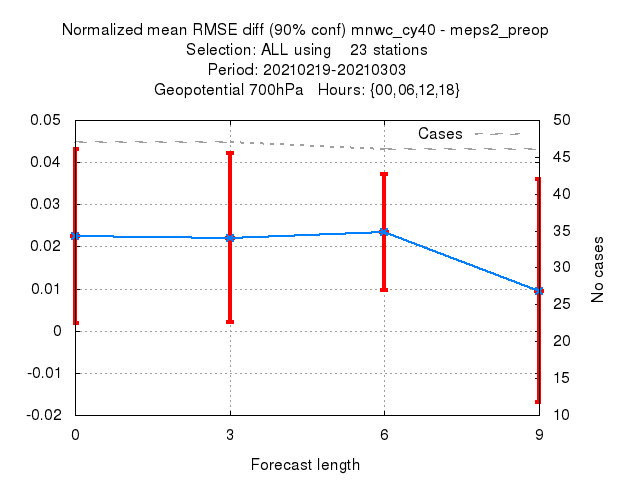 Normalized mean RMSE diff (90% conf) mnwc_cy40 - meps2_preop
Selection: ALL using    23 stations
Period: 20210219-20210303
Geopotential 700hPa   Hours: {00,06,12,18}
Cases
0.05
0.04
0.03
0.02
0.01
0
-0.01
-0.02
50
45
40
35
30
25
20
15
10
No cases
0 3 6 9
Forecast length